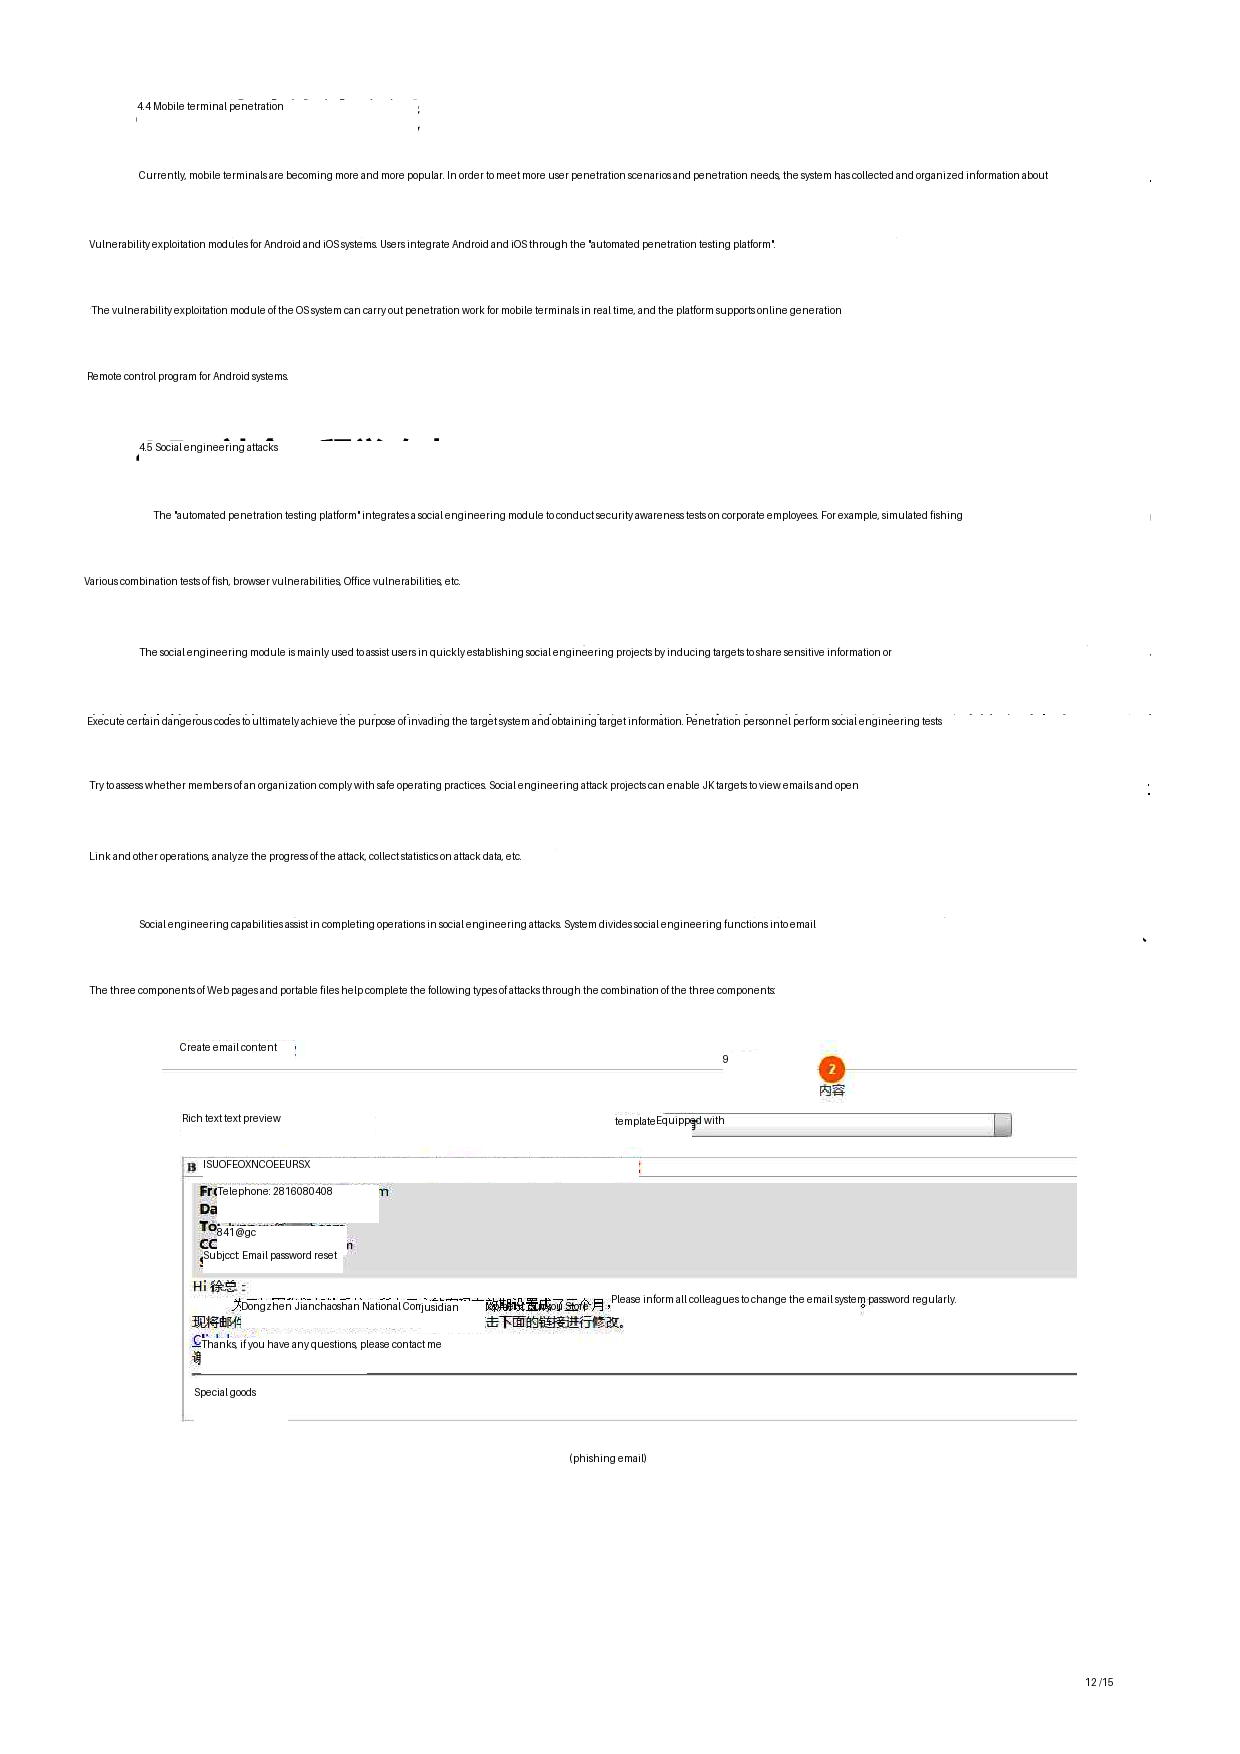 4.4 Mobile terminal penetration
Currently, mobile terminals are becoming more and more popular. In order to meet more user penetration scenarios and penetration needs, the system has collected and organized information about
Vulnerability exploitation modules for Android and iOS systems. Users integrate Android and iOS through the "automated penetration testing platform".
The vulnerability exploitation module of the OS system can carry out penetration work for mobile terminals in real time, and the platform supports online generation
Remote control program for Android systems.
4.5 Social engineering attacks
The "automated penetration testing platform" integrates a social engineering module to conduct security awareness tests on corporate employees. For example, simulated fishing
Various combination tests of fish, browser vulnerabilities, Office vulnerabilities, etc.
The social engineering module is mainly used to assist users in quickly establishing social engineering projects by inducing targets to share sensitive information or
Execute certain dangerous codes to ultimately achieve the purpose of invading the target system and obtaining target information. Penetration personnel perform social engineering tests
Try to assess whether members of an organization comply with safe operating practices. Social engineering attack projects can enable JK targets to view emails and open
Link and other operations, analyze the progress of the attack, collect statistics on attack data, etc.
Social engineering capabilities assist in completing operations in social engineering attacks. System divides social engineering functions into email
The three components of Web pages and portable files help complete the following types of attacks through the combination of the three components:
Create email content
9
2
内容
Rich text text preview
template Equipped with
B ISUOFEOXNCOEEURSX
Telephone: 2816080408
Da
To
841@gc
CC
Subjcct: Email password reset
Hi 徐总
Dongzhen Jianchaoshan National Corjusidian 个月， Please inform all colleagues to change the email system password regularly.
现将邮 击下面的链接进行修改。
Thanks, if you have any questions, please contact me
Special goods
(phishing email)
12 /15